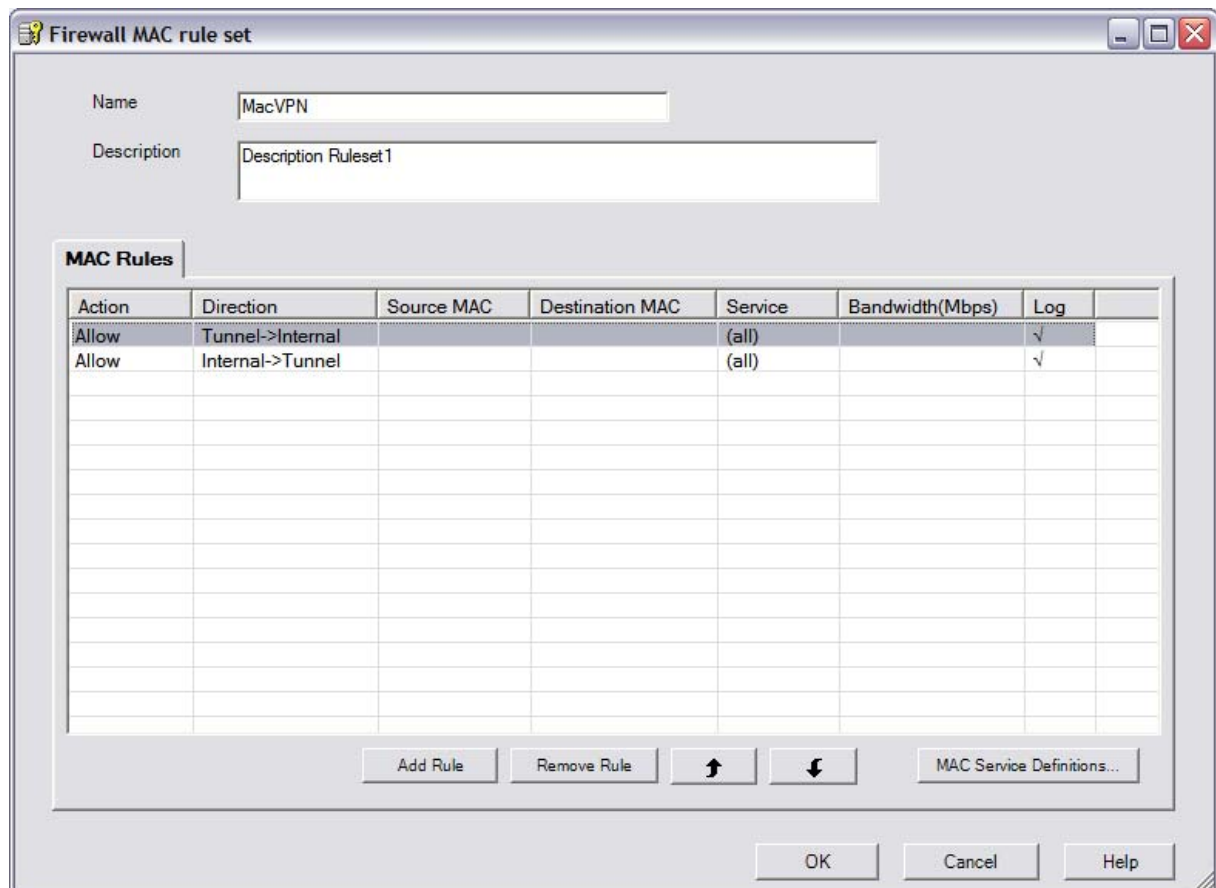 Firewall MAC rule set
Name MacVPN
Description Description Ruleset1
MAC Rules
Action Direction Source MAC Destination MAC Service Bandwidth(Mbps) Log
Allow Tunnel->Internal (all) √
Allow Internal->Tunnel (all) √
Add Rule Remove Rule MAC Service Definitions...
OK Cancel Help